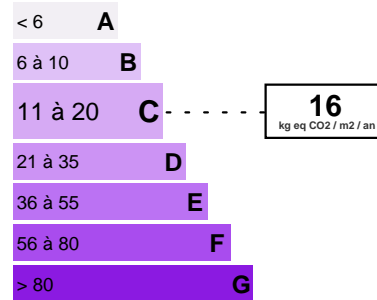 < 6 A
6 à 10 B
11 à 20 C
16
kg eq CO2 / m2 / an
21 à 35 D
36 à 55 E
56 à 80 F
> 80 G